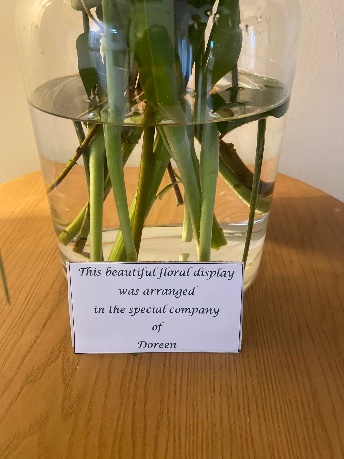 This beautiful floral display
was arranged
in the special company
of
Doreen